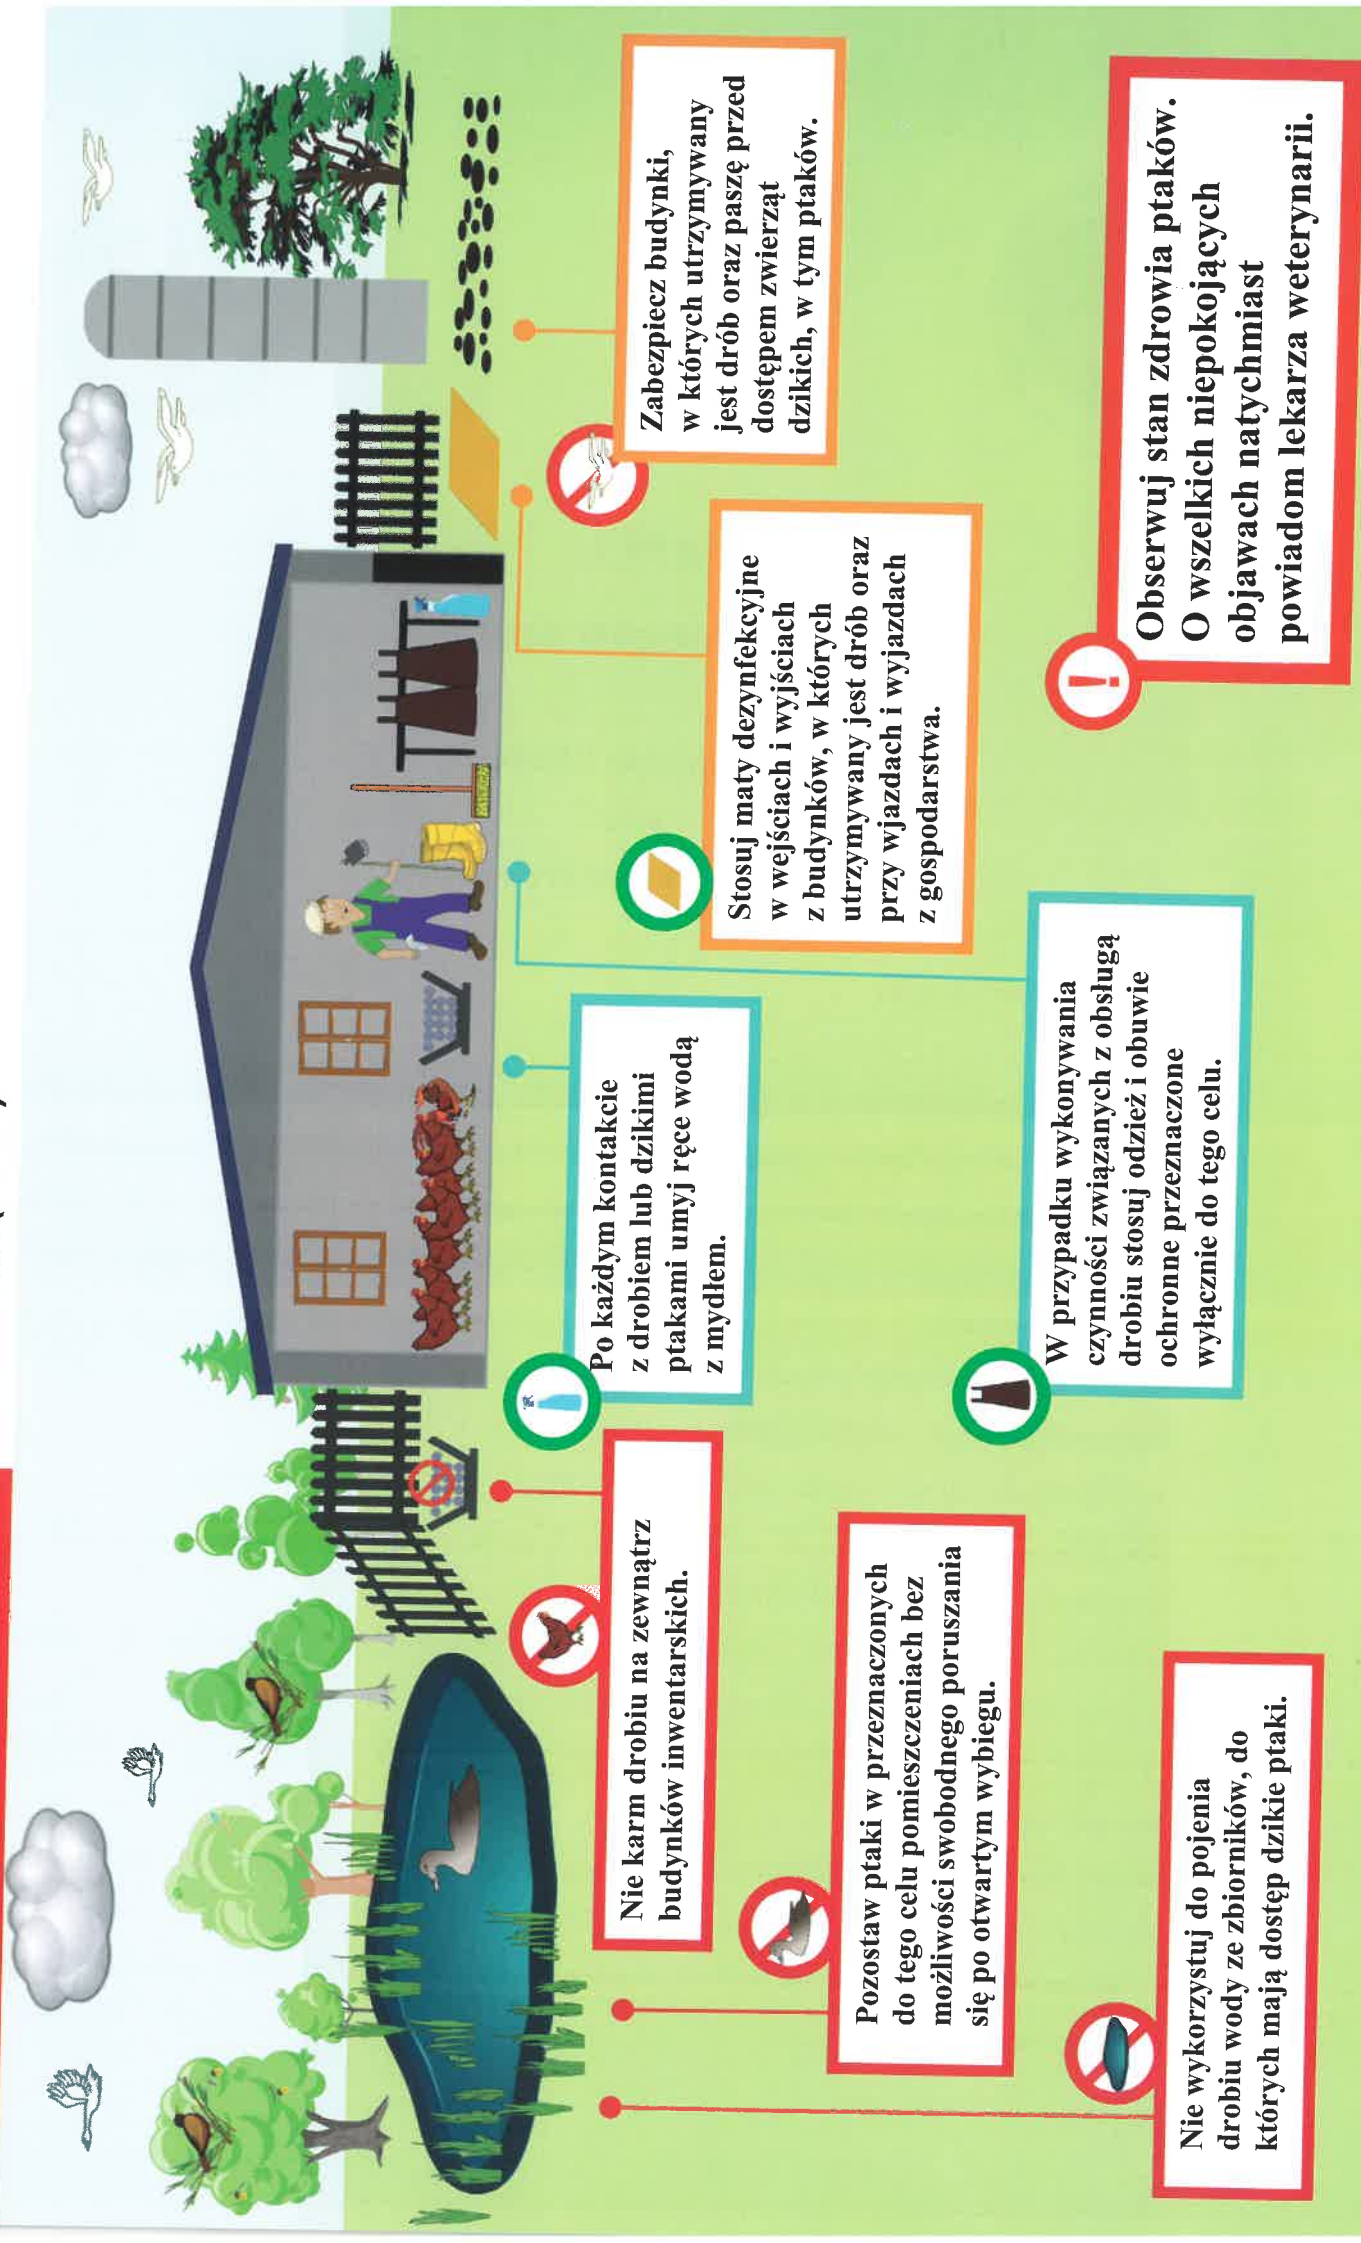 Nie karm drobiu na zewnątrz
budynków inwentarskich.
Pozostaw ptaki w przeznaczonych
do tego celu pomieszczeniach bez
możliwości swobodnego poruszania
się po otwartym wybiegu.
Nie wykorzystuj do pojenia
drobiu wody ze zbiorników, do
których mają dostęp dzikie ptaki.
Po każdym kontakcie
z drobiem lub dzikimi
ptakami umyj ręce wodą
z mydłem.
W przypadku wykonywania
czynności związanych z obsługą
drobiu stosuj odzież i obuwie
ochronne przeznaczone
wyłącznie do tego celu.
Stosuj maty dezynfekcyjne
w wejściach i wyjściach
z budynków, w których
utrzymywany jest drób oraz
przy wjazdach i wyjazdach
z gospodarstwa.
Zabezpiecz budynki,
w których utrzymywany
jest drób oraz paszę przed
dostępem zwierząt
dzikich, w tym ptaków.
Obserwuj stan zdrowia ptaków.
O wszelkich niepokojących
objawach natychmiast
powiadom lekarza weterynarii.